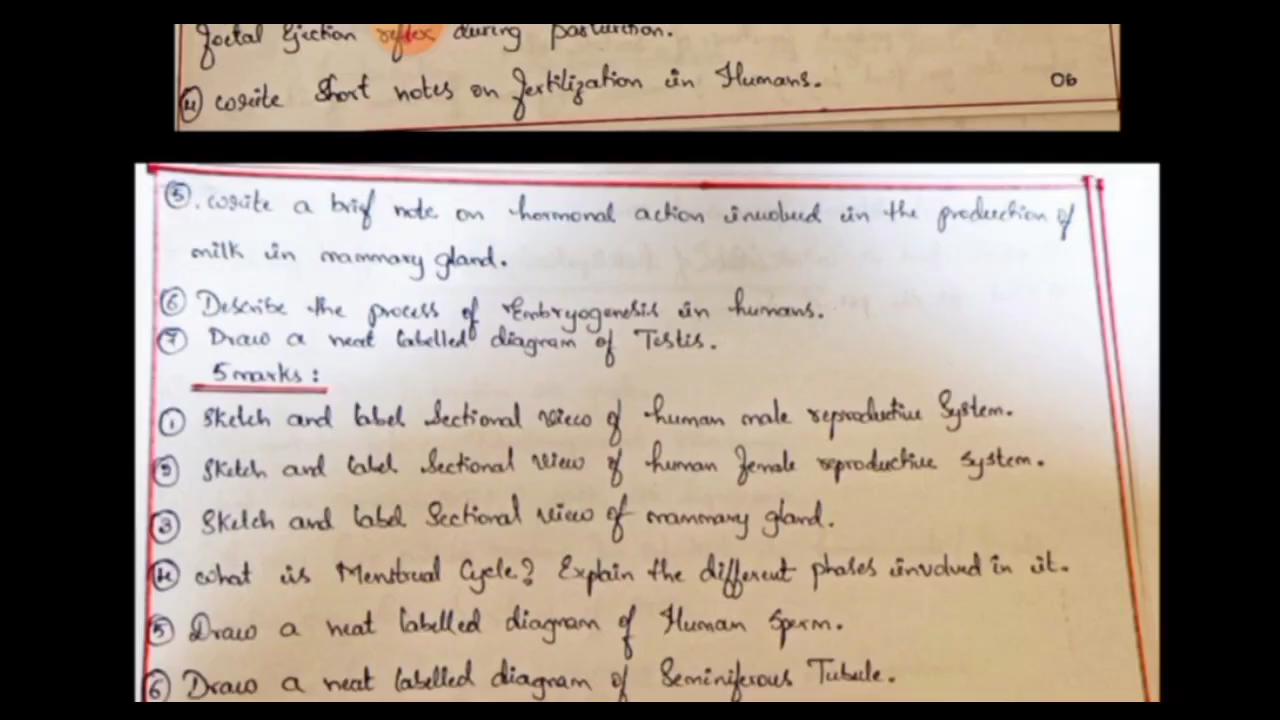 foetal Ejection reflex during parturition.
④ Write Short notes on fertilization in Humans. 06
⑤. Write a brief note on hormonal action involved in the production of
milk in mammary gland.
⑥ Describe the process of Embryogenesis in humans.
⑦ Draw a neat labelled diagram of Testis.
5 marks :
① Sketch and label Sectional view of human male reproductive System.
② Sketch and label Sectional view of human female reproductive system.
③ Sketch and label Sectional view of mammary gland.
④ What is Menstrual Cycle? Explain the different phases involved in it.
⑤ Draw a neat labelled diagram of Human Sperm.
⑥ Draw a neat labelled diagram of Seminiferous Tubule.